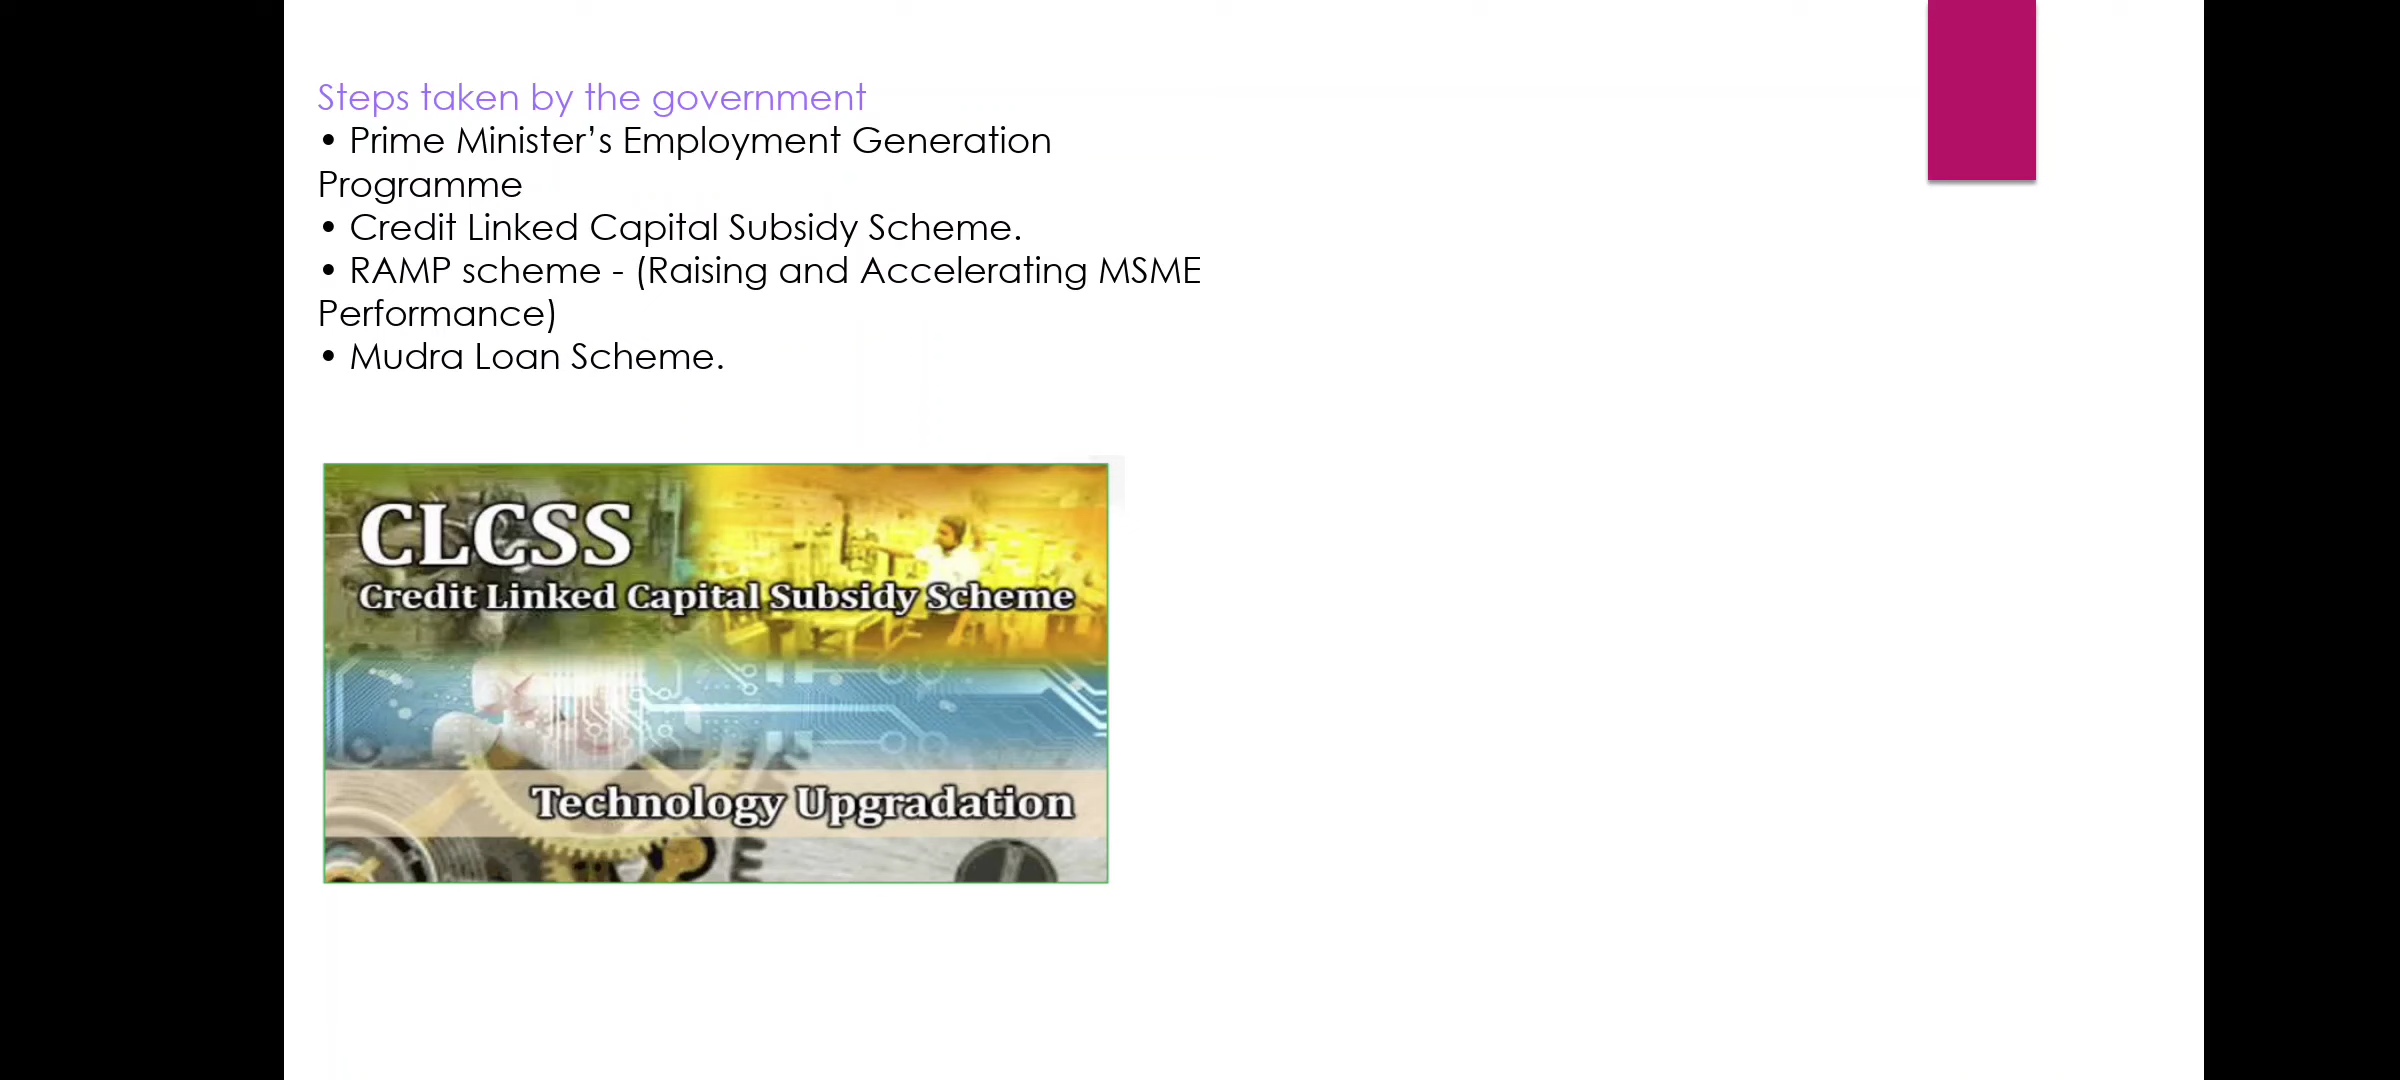 Steps taken by the government
• Prime Minister’s Employment Generation
Programme
• Credit Linked Capital Subsidy Scheme.
• RAMP scheme - (Raising and Accelerating MSME
Performance)
• Mudra Loan Scheme.
CLCSS
Credit Linked Capital Subsidy Scheme
Technology Upgradation